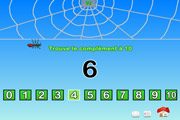 Trouve le complément à 10
6
0 1 2 3 4 5 6 7 8 9 10